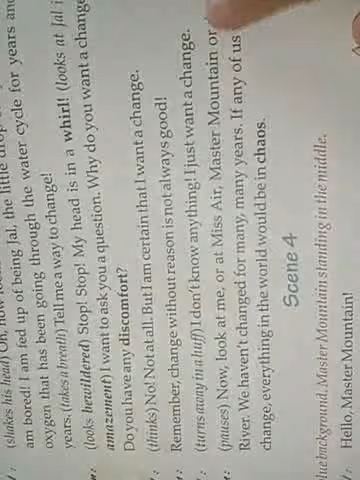 (shakes his head) Oh, how
am bored! I am fed up of being Jal, the little drop
oxygen that has been going through the water cycle for years and
years. (takes a breath) Tell me a way to change!
(looks bewildered) Stop! Stop! My head is in a whirl! (looks at Jal i
amazement) I want to ask you a question. Why do you want a change
Do you have any discomfort?
(thinks) No! Not at all. But I am certain that I want a change.
Remember, change without reason is not always good!
(turns away in a huff) I don't know anything! I just want a change.
(pauses) Now, look at me, or at Miss Air, Master Mountain or
River. We haven't changed for many, many years. If any of us
change, everything in the world would be in chaos.
Scene 4
blue background. Master Mountain standing in the middle.
Hello Master Mountain!